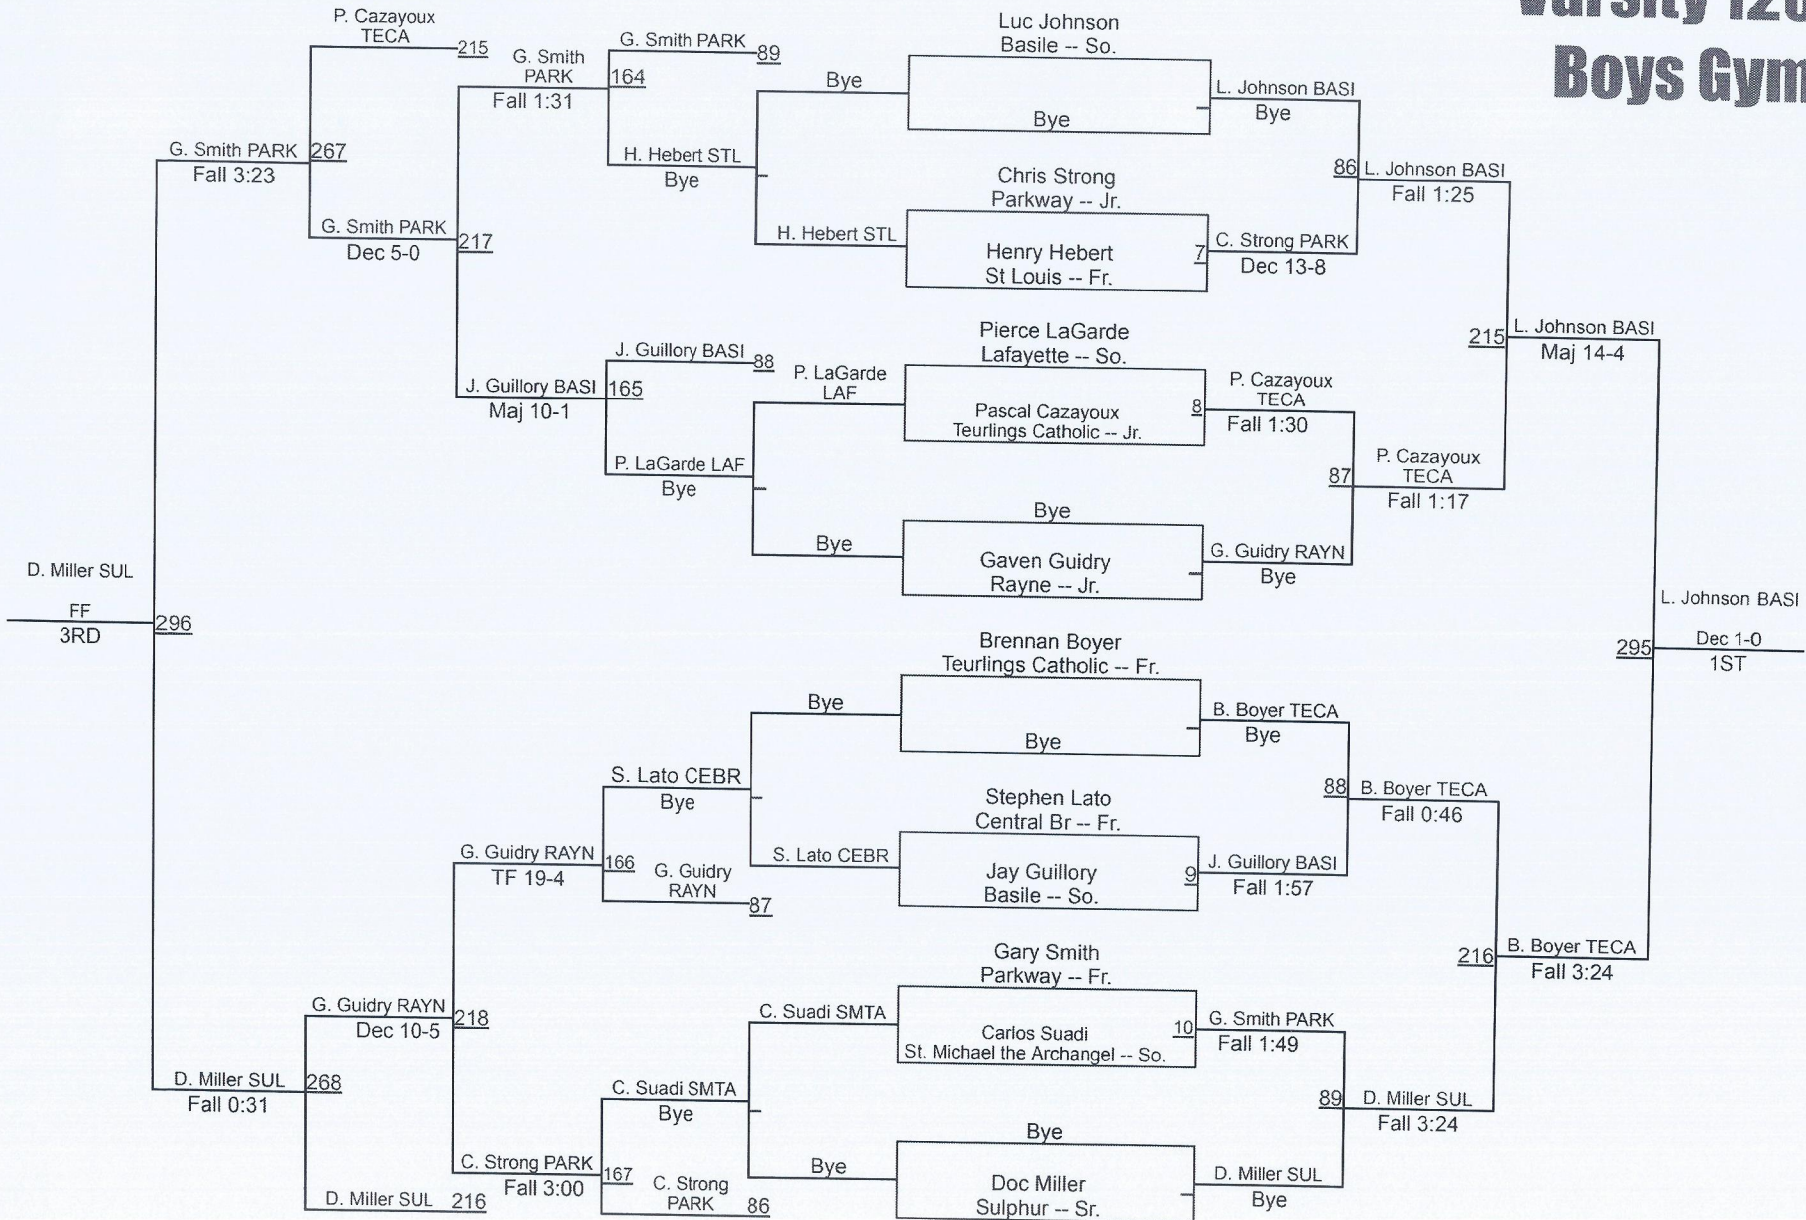 Boys Gym
P. Cazayoux
TECA
215
G. Smith PARK
Fall 3:23
267
G. Smith PARK
Dec 5-0
217
G. Smith
PARK
Fall 1:31
164
G. Smith PARK
89
H. Hebert STL
Bye
Bye
H. Hebert STL
J. Guillory BASI
Maj 10-1
165
J. Guillory BASI
88
P. LaGarde LAF
Bye
P. LaGarde
LAF
Bye
D. Miller SUL
FF
3RD
296
S. Lato CEBR
Bye
Bye
S. Lato CEBR
G. Guidry RAYN
TF 19-4
166
G. Guidry
RAYN
87
G. Guidry RAYN
Dec 10-5
218
D. Miller SUL
Fall 0:31
268
D. Miller SUL
216
C. Strong PARK
Fall 3:00
167
C. Strong
PARK
86
C. Suadi SMTA
Bye
C. Suadi SMTA
Bye
Luc Johnson
Basile -- So.
Bye
Chris Strong
Parkway -- Jr.
Henry Hebert
St Louis -- Fr.
7
Pierce LaGarde
Lafayette -- So.
Pascal Cazayoux
Teurlings Catholic -- Jr.
8
Bye
Gaven Guidry
Rayne -- Jr.
Brennan Boyer
Teurlings Catholic -- Fr.
Bye
Stephen Lato
Central Br -- Fr.
Jay Guillory
Basile -- So.
9
Gary Smith
Parkway -- Fr.
Carlos Suadi
St. Michael the Archangel -- So.
10
Bye
Doc Miller
Sulphur -- Sr.
L. Johnson BASI
Bye
C. Strong PARK
Dec 13-8
86
L. Johnson BASI
Fall 1:25
P. Cazayoux
TECA
Fall 1:30
G. Guidry RAYN
Bye
87
P. Cazayoux
TECA
Fall 1:17
215
L. Johnson BASI
Maj 14-4
B. Boyer TECA
Bye
J. Guillory BASI
Fall 1:57
88
B. Boyer TECA
Fall 0:46
G. Smith PARK
Fall 1:49
D. Miller SUL
Bye
89
D. Miller SUL
Fall 3:24
216
B. Boyer TECA
Fall 3:24
295
L. Johnson BASI
Dec 1-0
1ST